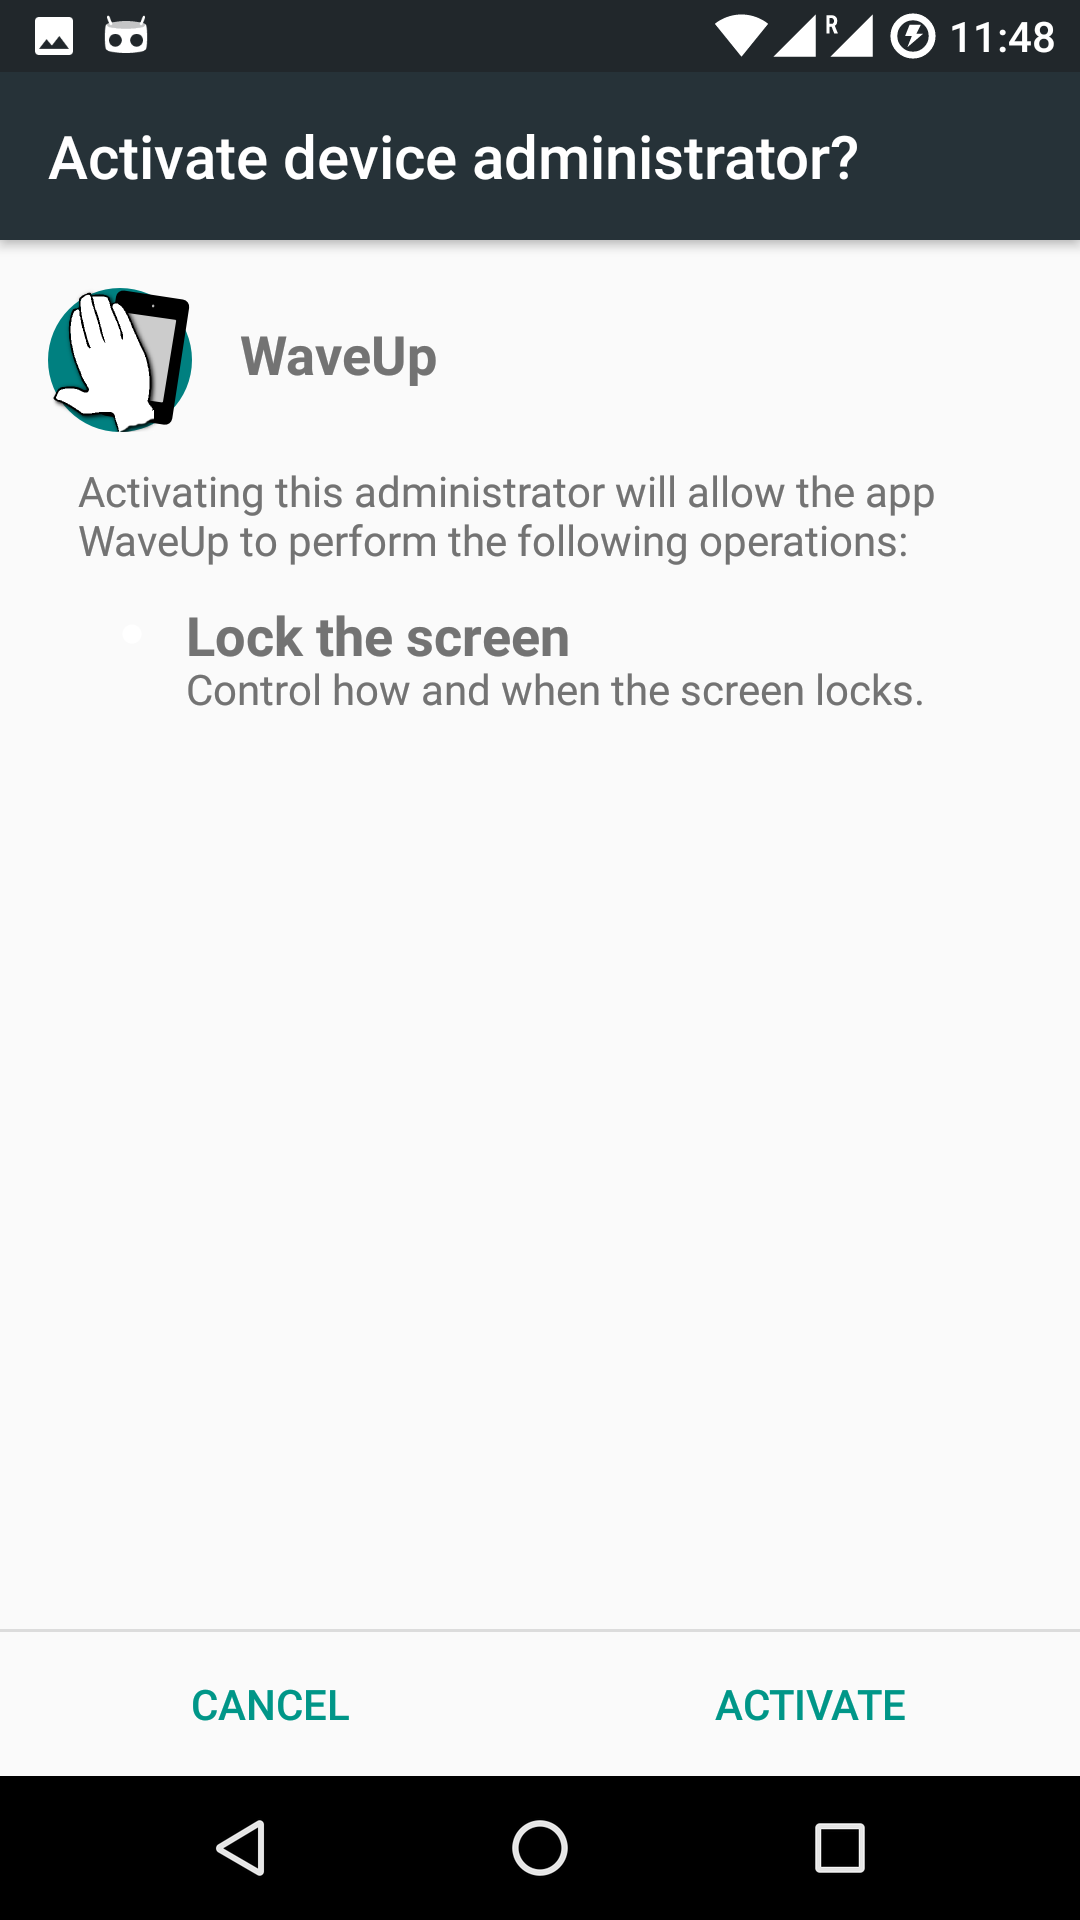 R 11:48
Activate device administrator?
WaveUp
Activating this administrator will allow the app
WaveUp to perform the following operations:
Lock the screen
Control how and when the screen locks.
CANCEL ACTIVATE